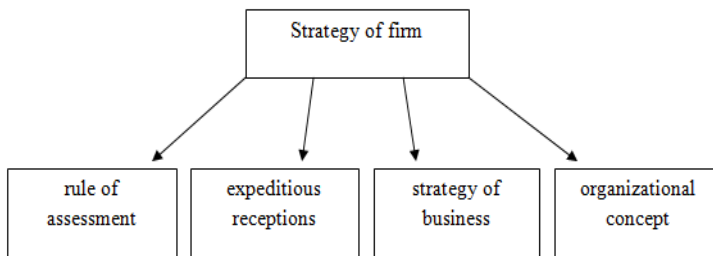 Strategy of firm
rule of
assessment
expeditious
receptions
strategy of
business
organizational
concept